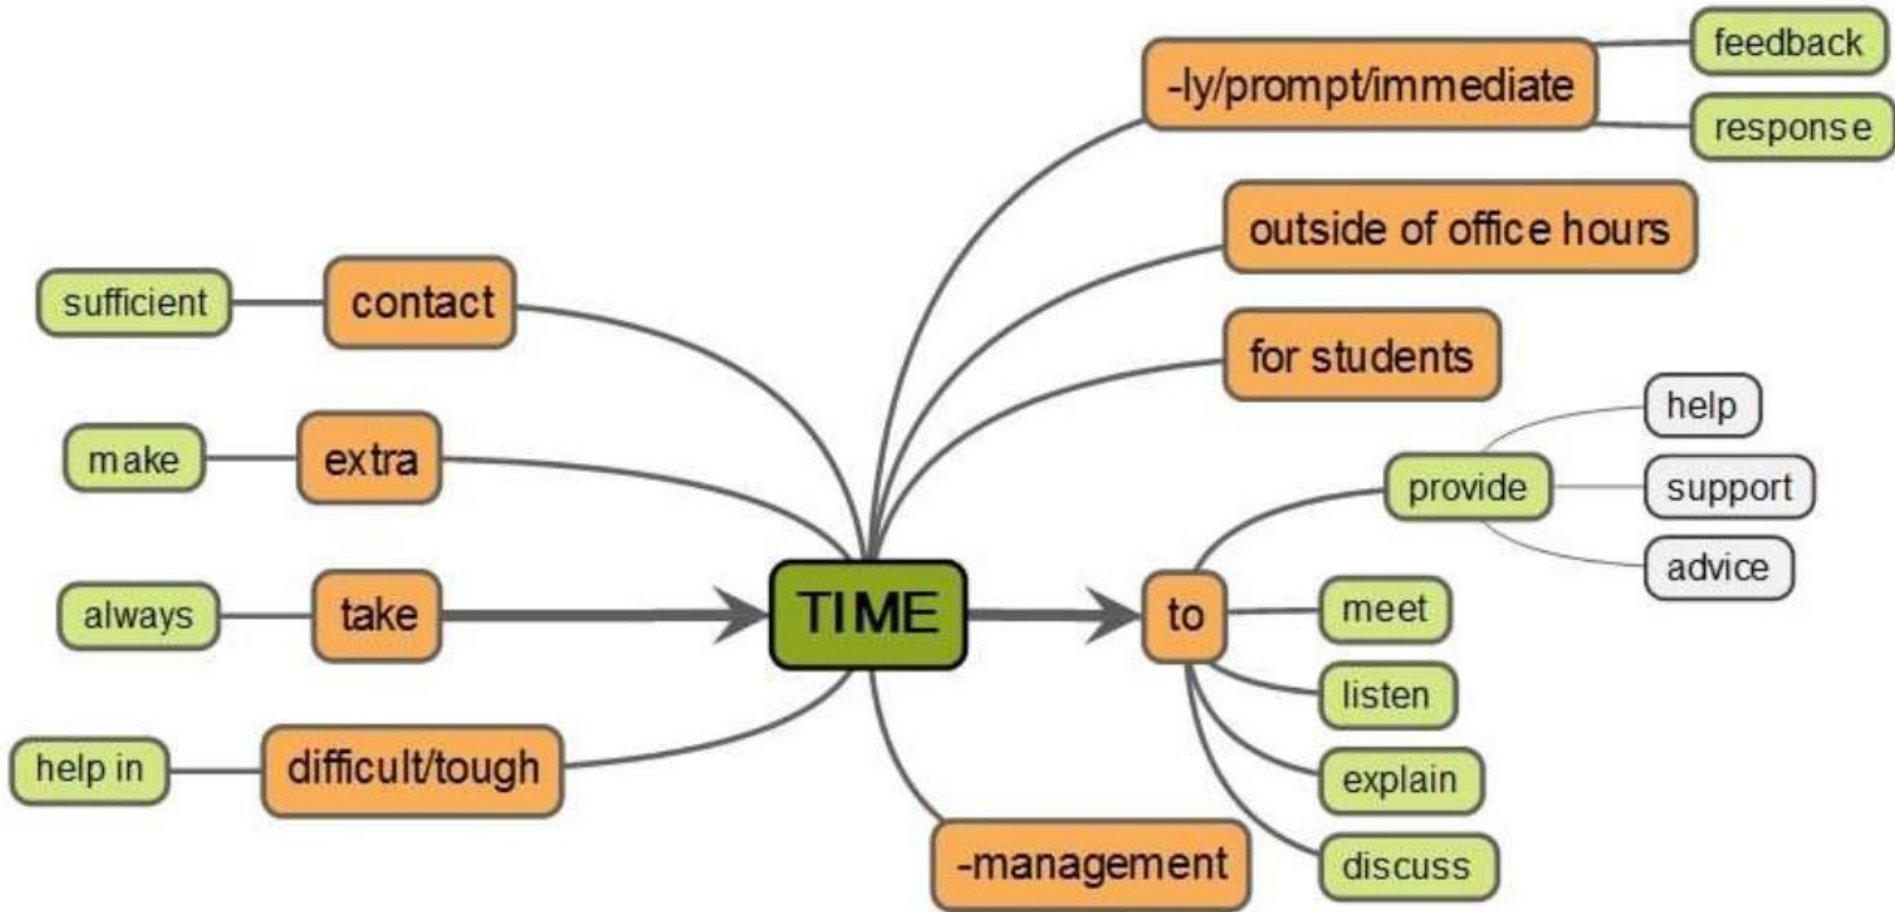 feedback
-ly/prompt/immediate
response
outside of office hours
sufficient
contact
for students
help
make
extra
provide
support
advice
always
take
TIME
to
meet
listen
explain
help in
difficult/tough
-management
discuss